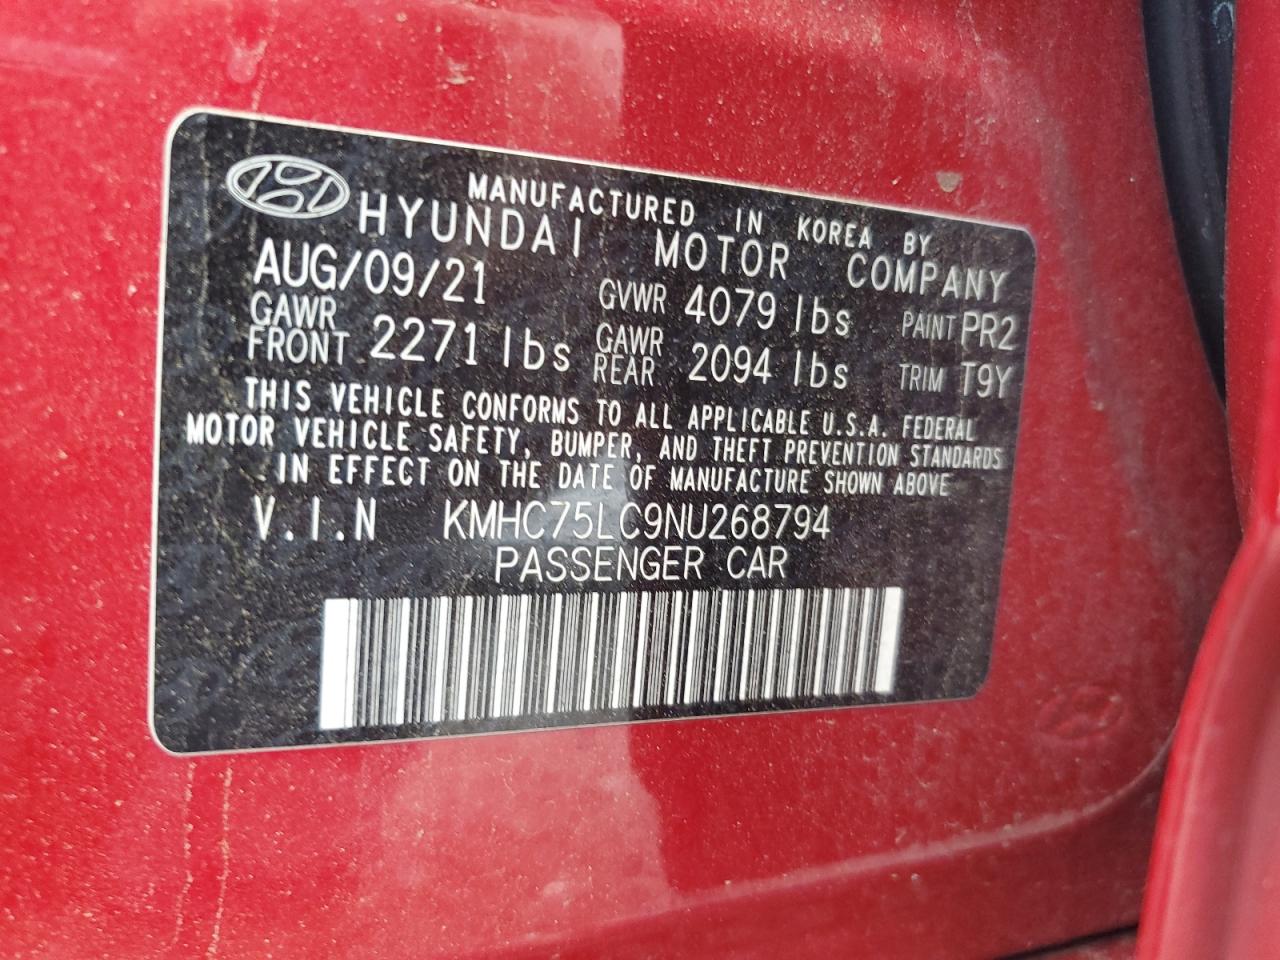 MANUFACTURED IN KOREA BY
HYUNDAI MOTOR COMPANY
AUG/09/21 GVWR 4079 lbs PAINT PR2
GAWR FRONT 2271 lbs GAWR REAR 2094 lbs TRIM T9Y
THIS VEHICLE CONFORMS TO ALL APPLICABLE U.S.A. FEDERAL
MOTOR VEHICLE SAFETY, BUMPER, AND THEFT PREVENTION STANDARDS
IN EFFECT ON THE DATE OF MANUFACTURE SHOWN ABOVE
V.I.N KMHC75LC9NU268794
PASSENGER CAR